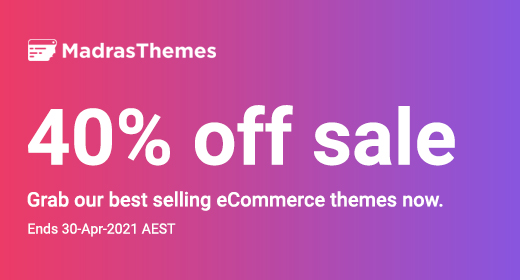 MadrasThemes
40% off sale
Grab our best selling eCommerce themes now.
Ends 30-Apr-2021 AEST